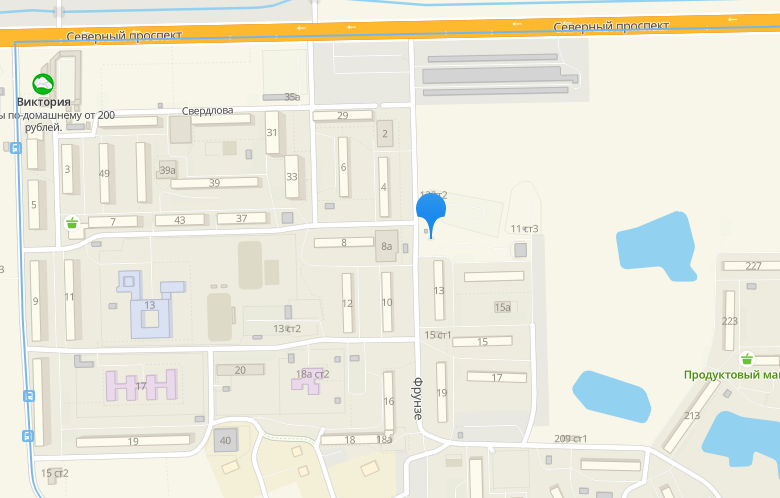 Северный проспект
Северный проспект
Виктория
ы по-домашнему от 200
рублей.
35а
Свердлова
29
31
2
3
49
39а
6
33
39
4
5
7
43
37
11 ст3
8
8а
227
9
11
13
12
10
13
15а
223
13 ст2
15 ст1
15
20
18а ст2
17
17
Продуктовый ма
Фрунзе
16
19
213
19
40
18
18а
209 ст1
15 ст2
3